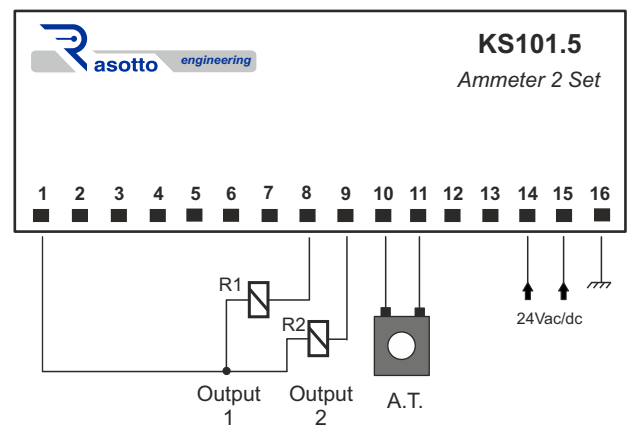 Rasotto engineering
KS101.5
Ammeter 2 Set
1 2 3 4 5 6 7 8 9 10 11 12 13 14 15 16
R1
R2
24Vac/dc
Output 1
Output 2
A.T.